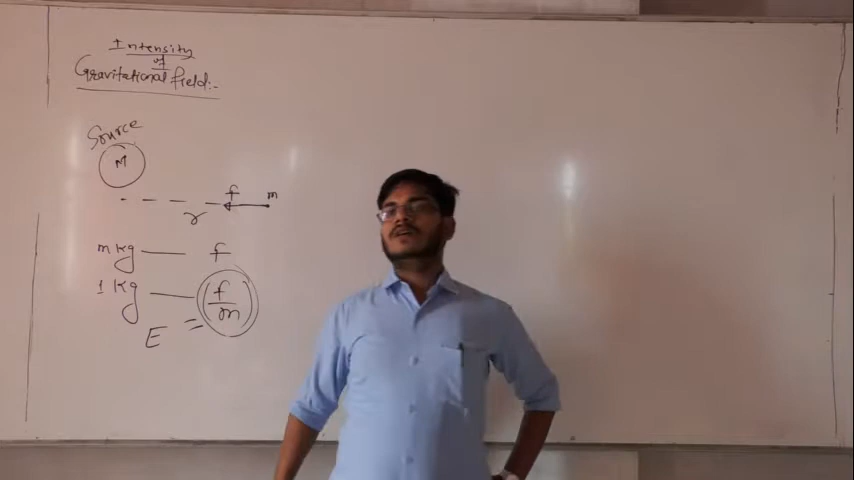 Intensity
of
Gravitational field:-
Source
M
f m
r
m kg — f
1 kg — (f/m)
E =